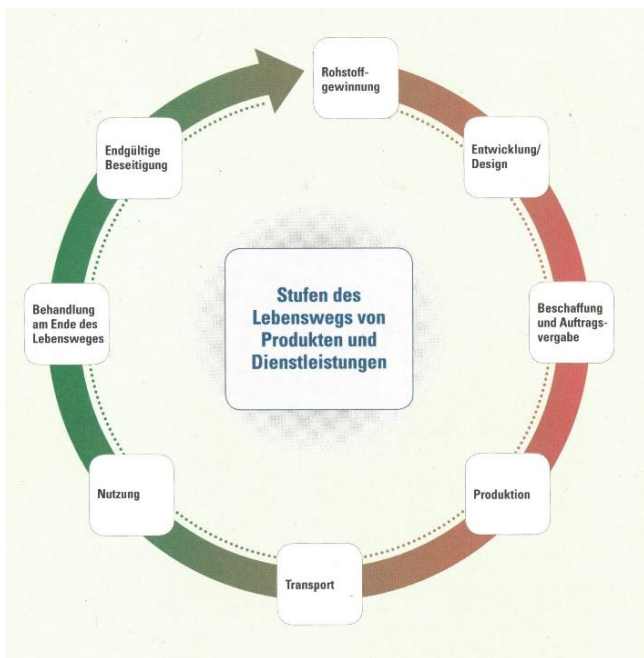 Rohstoff-
gewinnung
Entwicklung/
Design
Beschaffung
und Auftrags-
vergabe
Produktion
Transport
Nutzung
Behandlung
am Ende des
Lebensweges
Endgültige
Beseitigung
Stufen des
Lebenswegs von
Produkten und
Dienstleistungen